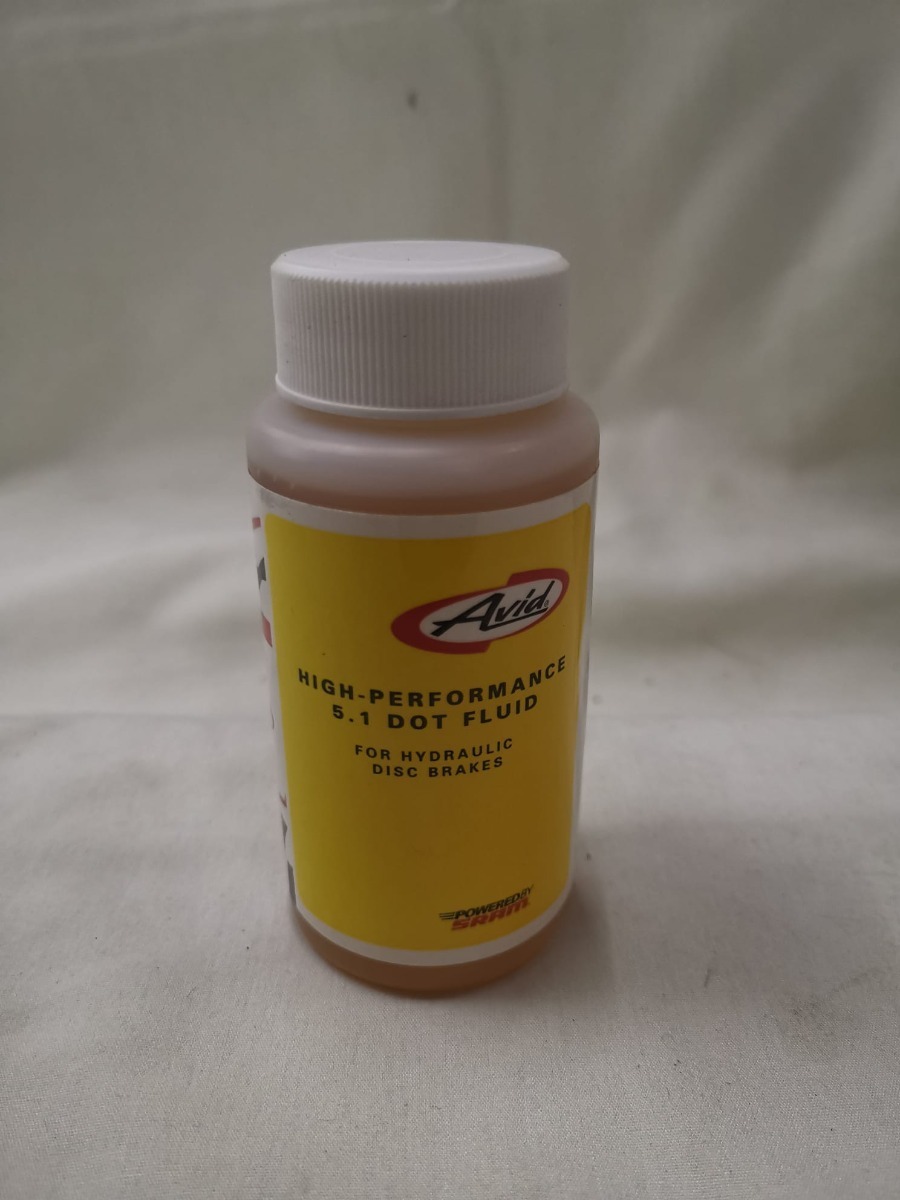 Avid
HIGH-PERFORMANCE
5.1 DOT FLUID
FOR HYDRAULIC
DISC BRAKES
POWERED BY
SRAM